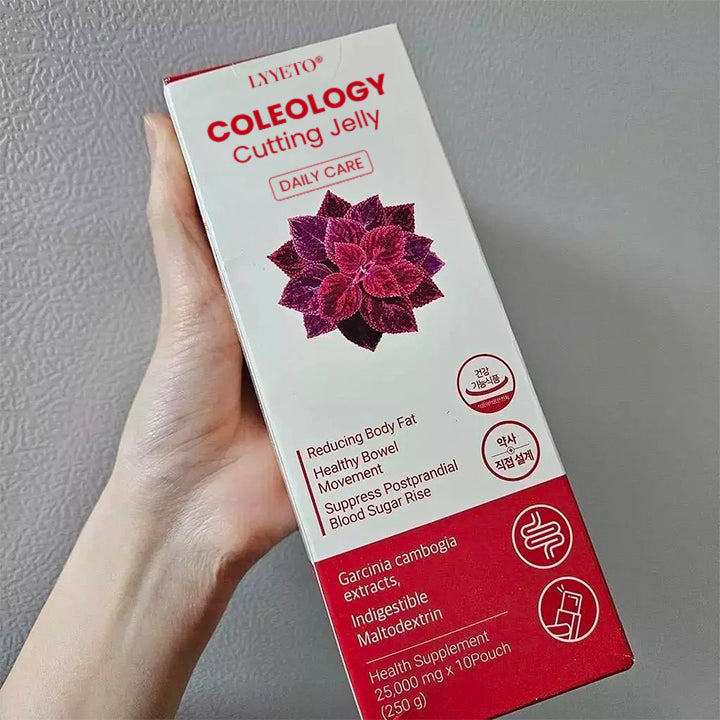 LYYETO®
COLEOLOGY
Cutting Jelly
DAILY CARE
건강
기능식품
Reducing Body Fat
Healthy Bowel
Movement
Suppress Postprandial
Blood Sugar Rise
약사
직접 설계
Garcinia cambogia
extracts,
Indigestible
Maltodextrin
Health Supplement
25,000 mg x 10Pouch
(250 g)